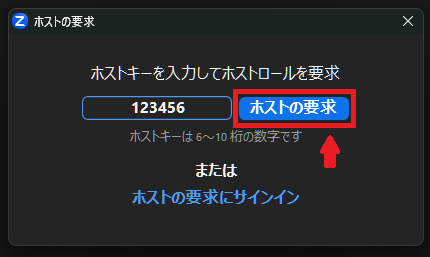 Z ホストの要求
ホストキーを入力してホストロールを要求
123456 ホストの要求
ホストキーは 6～10 桁の数字です
または
ホストの要求にサインイン